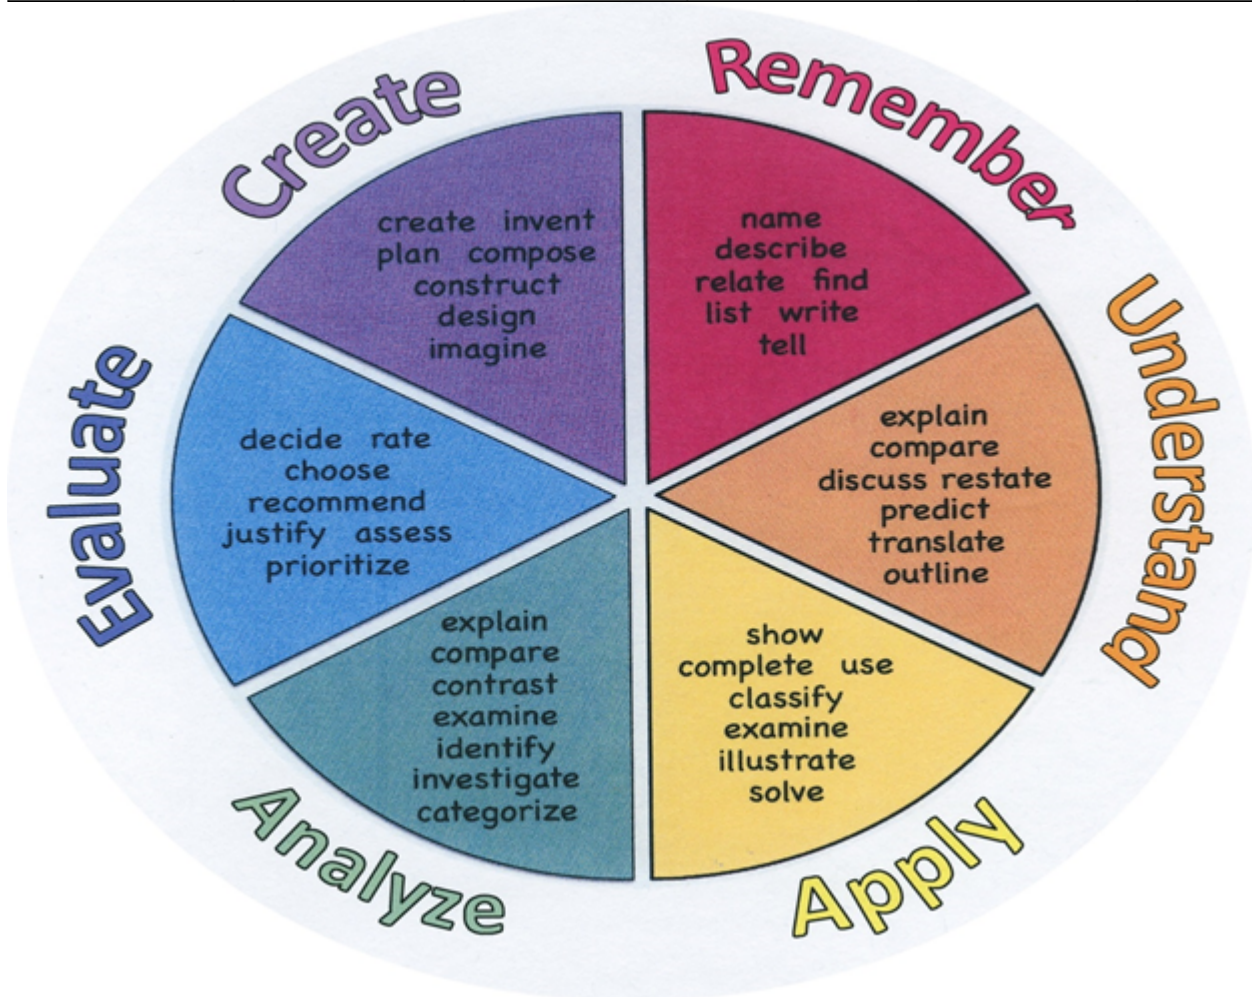 Remember
name
describe
relate find
list write
tell
Understand
explain
compare
discuss restate
predict
translate
outline
Apply
show
complete use
classify
examine
illustrate
solve
Analyze
explain
compare
contrast
examine
identify
investigate
categorize
Evaluate
decide rate
choose
recommend
justify assess
prioritize
Create
create invent
plan compose
construct
design
imagine